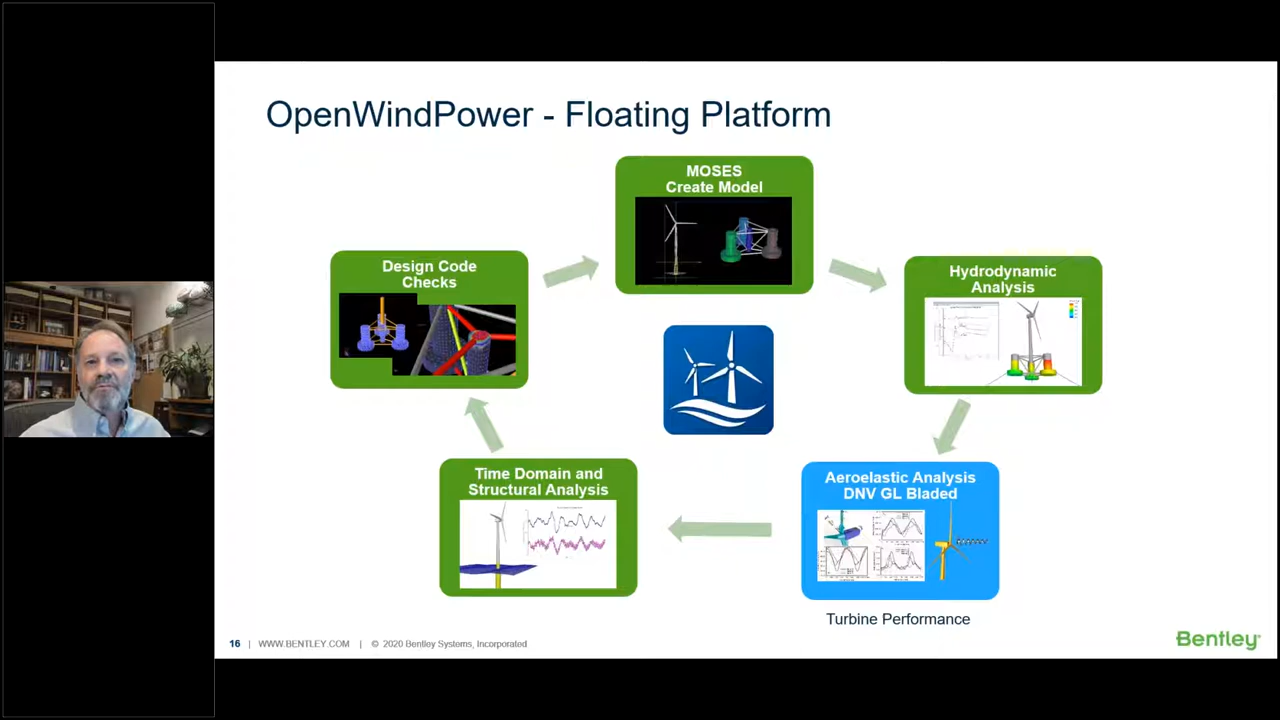 OpenWindPower - Floating Platform
MOSES
Create Model
Design Code
Checks
Hydrodynamic
Analysis
Time Domain and
Structural Analysis
Aeroelastic Analysis
DNV GL Bladed
Turbine Performance
16 | WWW.BENTLEY.COM | © 2020 Bentley Systems, Incorporated
Bentley